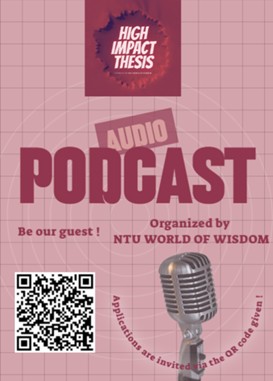 HIGH
IMPACT
THESIS
AUDIO
PODCAST
Be our guest !
Organized by
NTU WORLD OF WISDOM
Applications are invited via the QR code given !